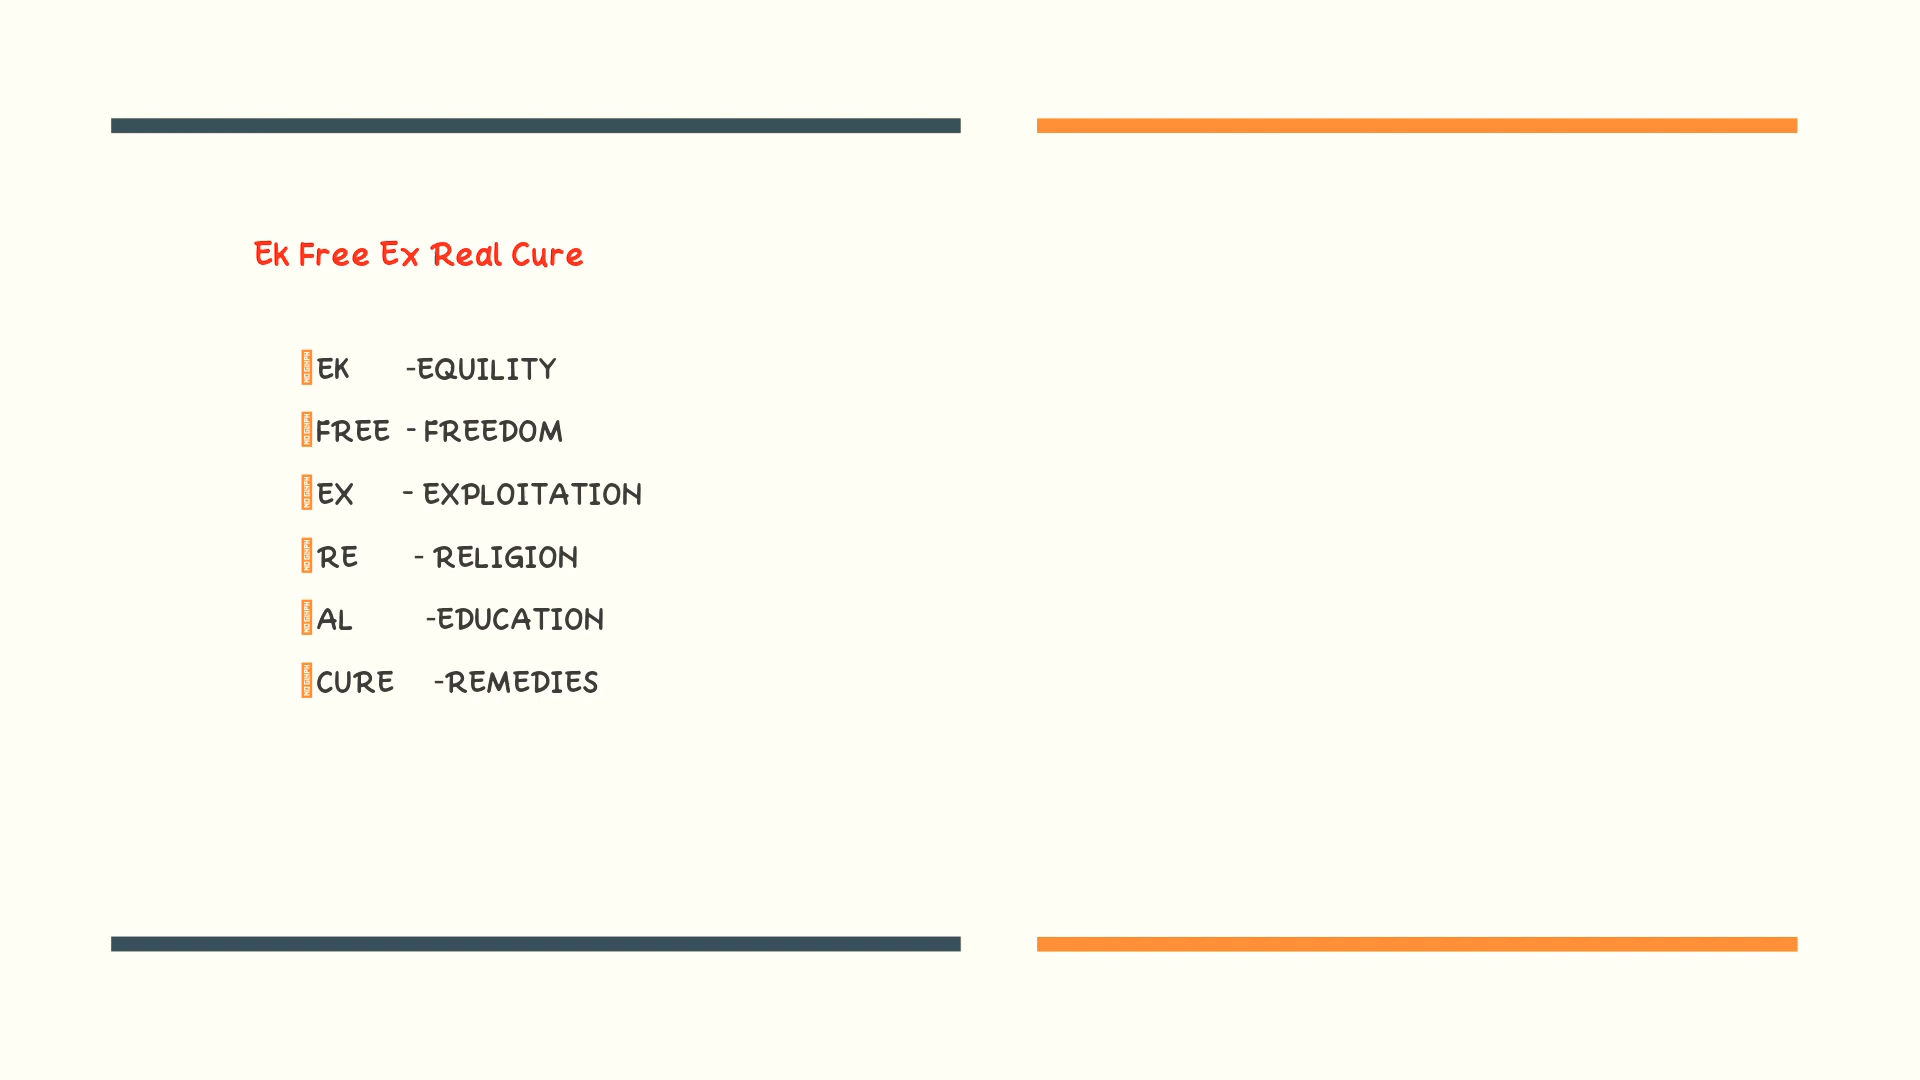 Ek Free Ex Real Cure
EK -EQUILITY
FREE - FREEDOM
EX - EXPLOITATION
RE - RELIGION
AL -EDUCATION
CURE -REMEDIES